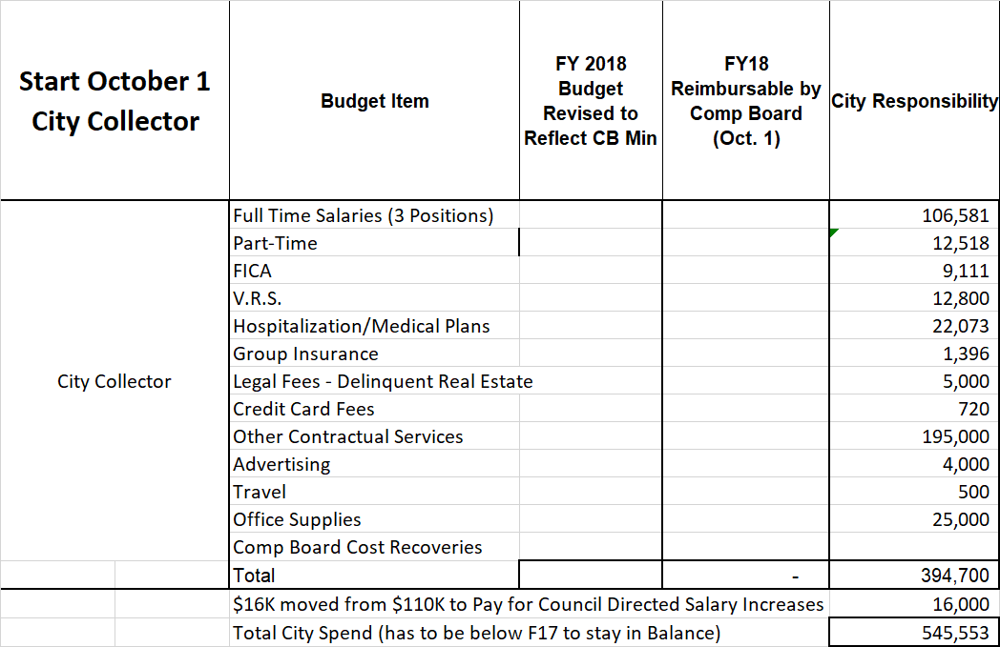 Start October 1
City Collector
Budget Item
FY 2018
Budget
Revised to
Reflect CB Min
FY18
Reimbursable by
Comp Board
(Oct. 1)
City Responsibility
City Collector
Full Time Salaries (3 Positions) 106,581
Part-Time 12,518
FICA 9,111
V.R.S. 12,800
Hospitalization/Medical Plans 22,073
Group Insurance 1,396
Legal Fees - Delinquent Real Estate 5,000
Credit Card Fees 720
Other Contractual Services 195,000
Advertising 4,000
Travel 500
Office Supplies 25,000
Comp Board Cost Recoveries
Total - 394,700
$16K moved from $110K to Pay for Council Directed Salary Increases 16,000
Total City Spend (has to be below F17 to stay in Balance) 545,553